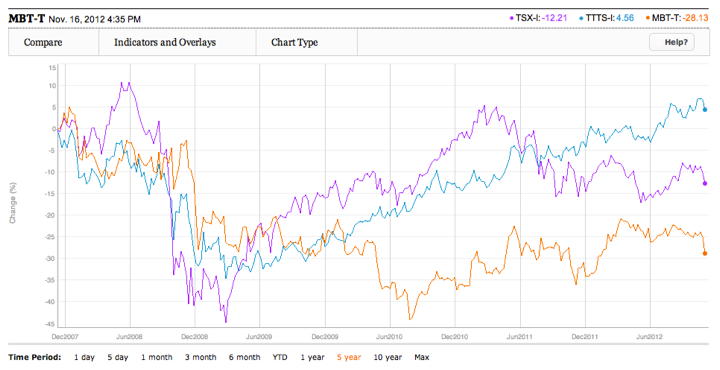 MBT-T Nov. 16, 2012 4:35 PM
TSX-I: -12.21 TTTS-I: 4.56 MBT-T: -28.13
Compare Indicators and Overlays Chart Type Help?
15
10
5
0
-5
-10
-15
-20
-25
-30
-35
-40
-45
Change (%)
Dec2007 Jun2008 Dec2008 Jun2009 Dec2009 Jun2010 Dec2010 Jun2011 Dec2011 Jun2012
Time Period: 1 day 5 day 1 month 3 month 6 month YTD 1 year 5 year 10 year Max